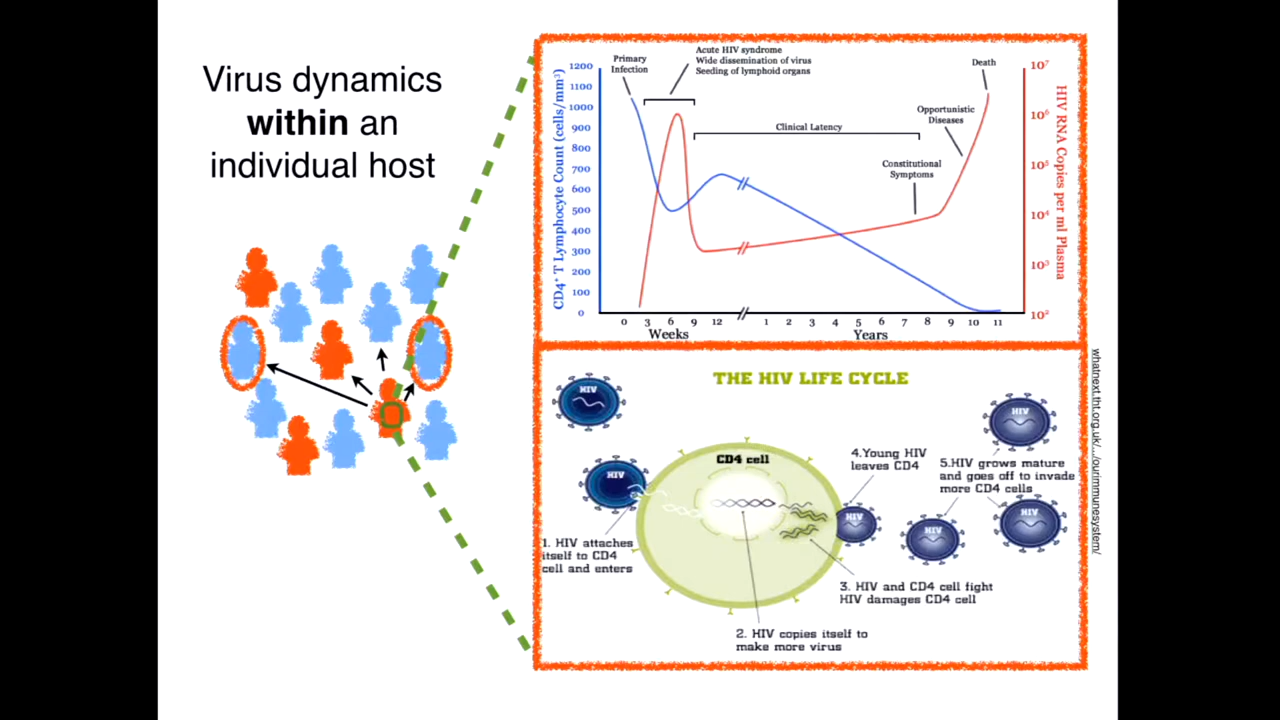 Virus dynamics
within an
individual host
Primary
Infection
Acute HIV syndrome
Wide dissemination of virus
Seeding of lymphoid organs
Clinical Latency
Constitutional
Symptoms
Opportunistic
Diseases
Death
CD4⁺ T Lymphocyte Count (cells/mm³)
1200
1100
1000
900
800
700
600
500
400
300
200
100
0
HIV RNA Copies per ml Plasma
10⁷
10⁶
10⁵
10⁴
10³
10²
0 3 6 9 12 1 2 3 4 5 6 7 8 9 10 11
Weeks Years
THE HIV LIFE CYCLE
HIV
HIV
CD4 cell
1. HIV attaches
itself to CD4
cell and enters
2. HIV copies itself to
make more virus
3. HIV and CD4 cell fight
HIV damages CD4 cell
4.Young HIV
leaves CD4
HIV
5.HIV grows mature
and goes off to invade
more CD4 cells
HIV
HIV
HIV
whatnext.tht.org.uk/.../ourimmunesystem/